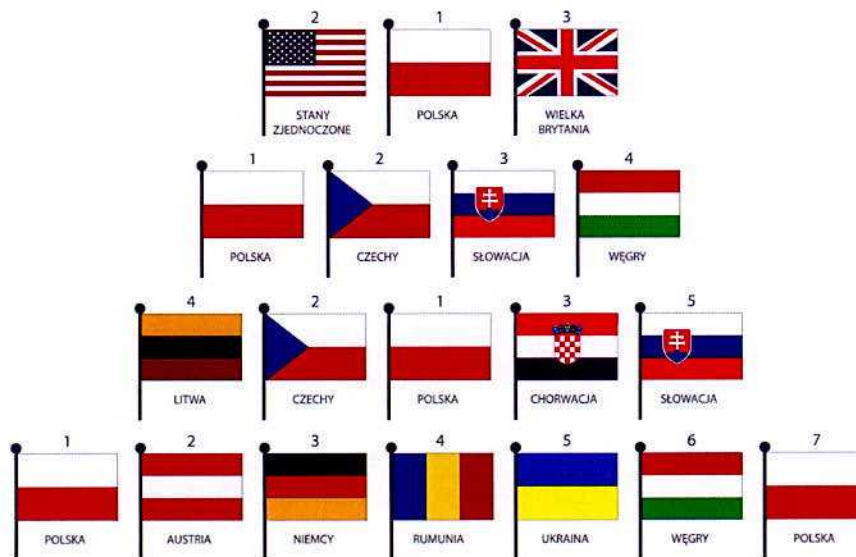 2 1 3
STANY ZJEDNOCZONE POLSKA WIELKA BRYTANIA
1 2 3 4
POLSKA CZECHY SŁOWACJA WĘGRY
4 2 1 3 5
LITWA CZECHY POLSKA CHORWACJA SŁOWACJA
1 2 3 4 5 6 7
POLSKA AUSTRIA NIEMCY RUMUNIA UKRAINA WĘGRY POLSKA